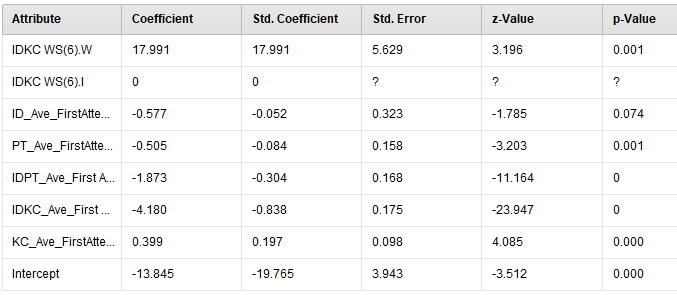 Attribute Coefficient Std. Coefficient Std. Error z-Value p-Value
IDKC WS(6).W 17.991 17.991 5.629 3.196 0.001
IDKC WS(6).I 0 0 ? ? ?
ID_Ave_FirstAtte... -0.577 -0.052 0.323 -1.785 0.074
PT_Ave_FirstAtte... -0.505 -0.084 0.158 -3.203 0.001
IDPT_Ave_First A... -1.873 -0.304 0.168 -11.164 0
IDKC_Ave_First ... -4.180 -0.838 0.175 -23.947 0
KC_Ave_FirstAtte... 0.399 0.197 0.098 4.085 0.000
Intercept -13.845 -19.765 3.943 -3.512 0.000